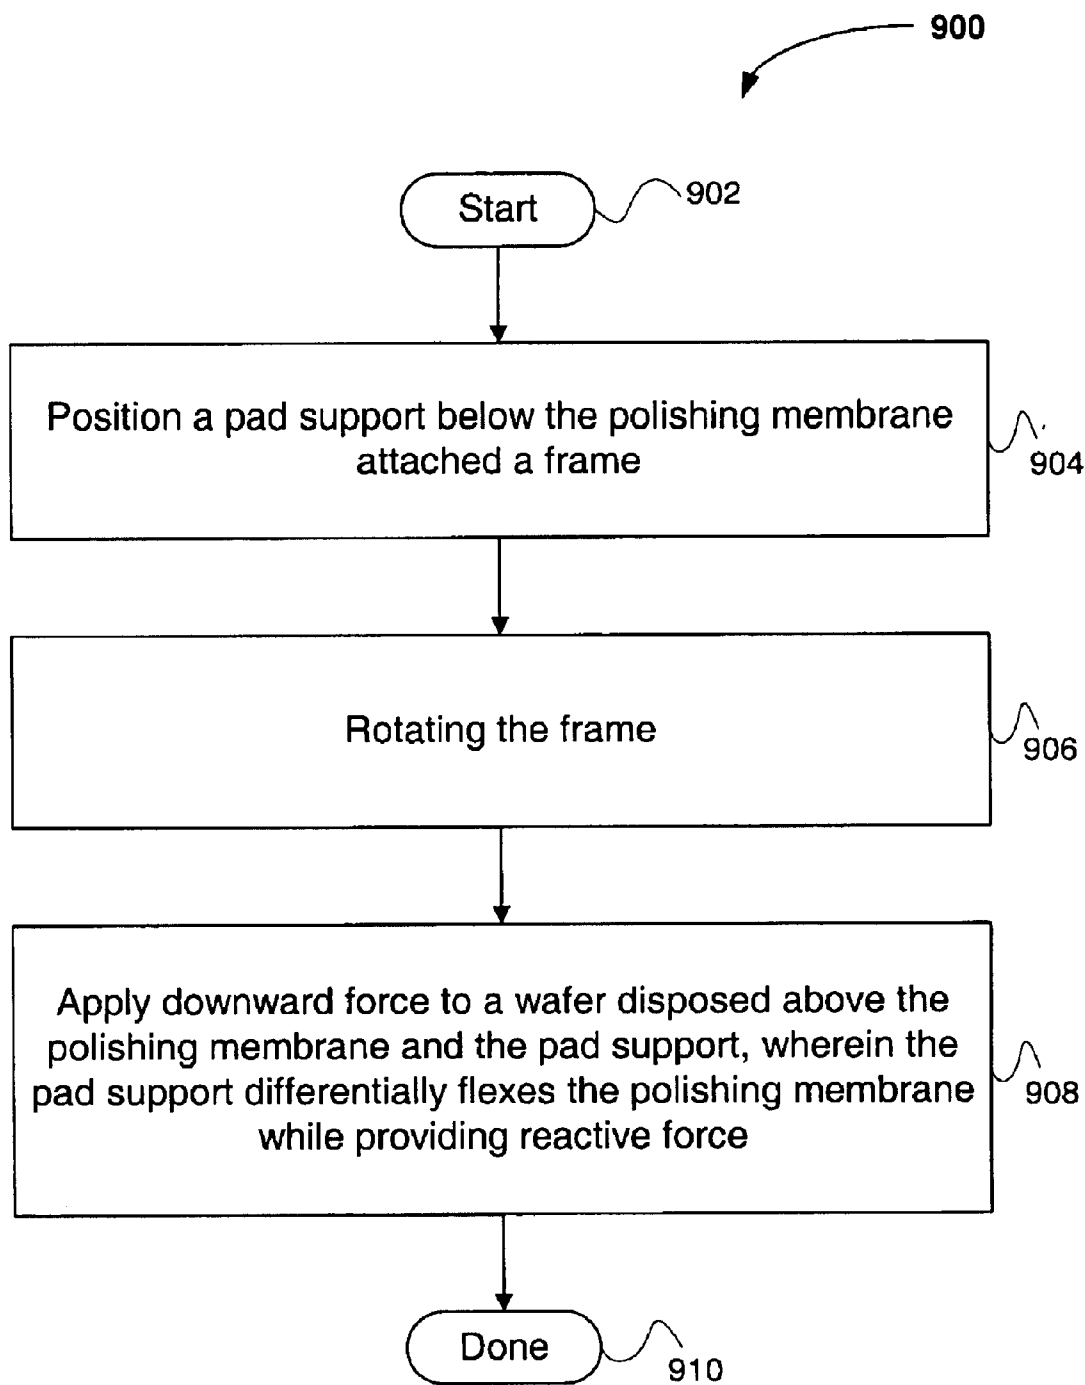 900
Start
902
Position a pad support below the polishing membrane
attached a frame
904
Rotating the frame
906
Apply downward force to a wafer disposed above the
polishing membrane and the pad support, wherein the
pad support differentially flexes the polishing membrane
while providing reactive force
908
Done
910